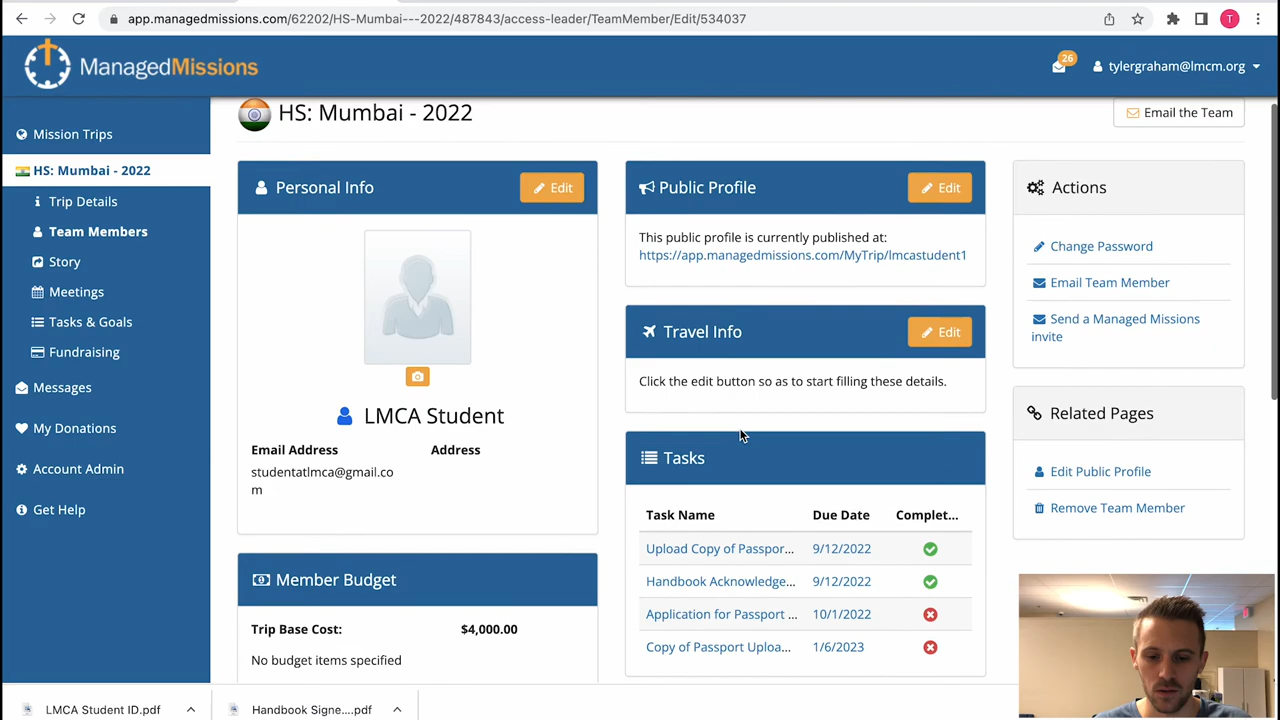 app.managedmissions.com/62202/HS-Mumbai---2022/487843/access-leader/TeamMember/Edit/534037
T
ManagedMissions
26
tylergraham@lmcm.org
Mission Trips
HS: Mumbai - 2022
Trip Details
Team Members
Story
Meetings
Tasks & Goals
Fundraising
Messages
My Donations
Account Admin
Get Help
HS: Mumbai - 2022
Email the Team
Personal Info
Edit
LMCA Student
Email Address
Address
studentatlmca@gmail.co
m
Member Budget
Trip Base Cost:
$4,000.00
No budget items specified
Public Profile
Edit
This public profile is currently published at:
https://app.managedmissions.com/MyTrip/lmcastudent1
Travel Info
Edit
Click the edit button so as to start filling these details.
Tasks
Task Name Due Date Complet...
Upload Copy of Passpor... 9/12/2022
Handbook Acknowledge... 9/12/2022
Application for Passport ... 10/1/2022
Copy of Passport Uploa... 1/6/2023
Actions
Change Password
Email Team Member
Send a Managed Missions
invite
Related Pages
Edit Public Profile
Remove Team Member
LMCA Student ID.pdf
Handbook Signe....pdf